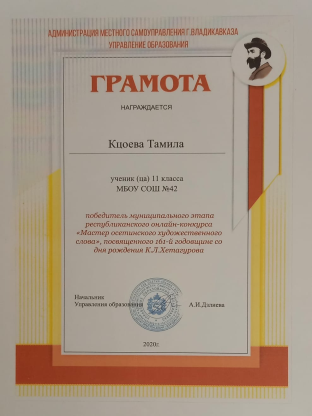 АДМИНИСТРАЦИЯ МЕСТНОГО САМОУПРАВЛЕНИЯ Г.ВЛАДИКАВКАЗА
УПРАВЛЕНИЕ ОБРАЗОВАНИЯ
ГРАМОТА
НАГРАЖДАЕТСЯ
Кцоева Тамила
ученик (ца) 11 класса
МБОУ СОШ №42
победитель муниципального этапа
республиканского онлайн-конкурса
«Мастер осетинского художественного
слова», посвященного 161-й годовщине со
дня рождения К.Л.Хетагурова
Начальник
Управления образования
А.И.Дзлиева
2020г.